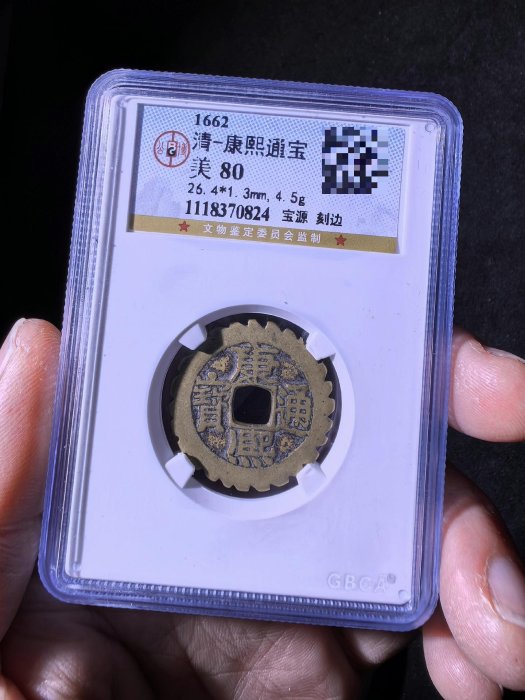 1662
清-康熙通宝
美 80
26.4*1.3mm, 4.5g
1118370824 宝源 刻边
★ 文物鉴定委员会监制 ★
康
熙
通
寶
GBCA®